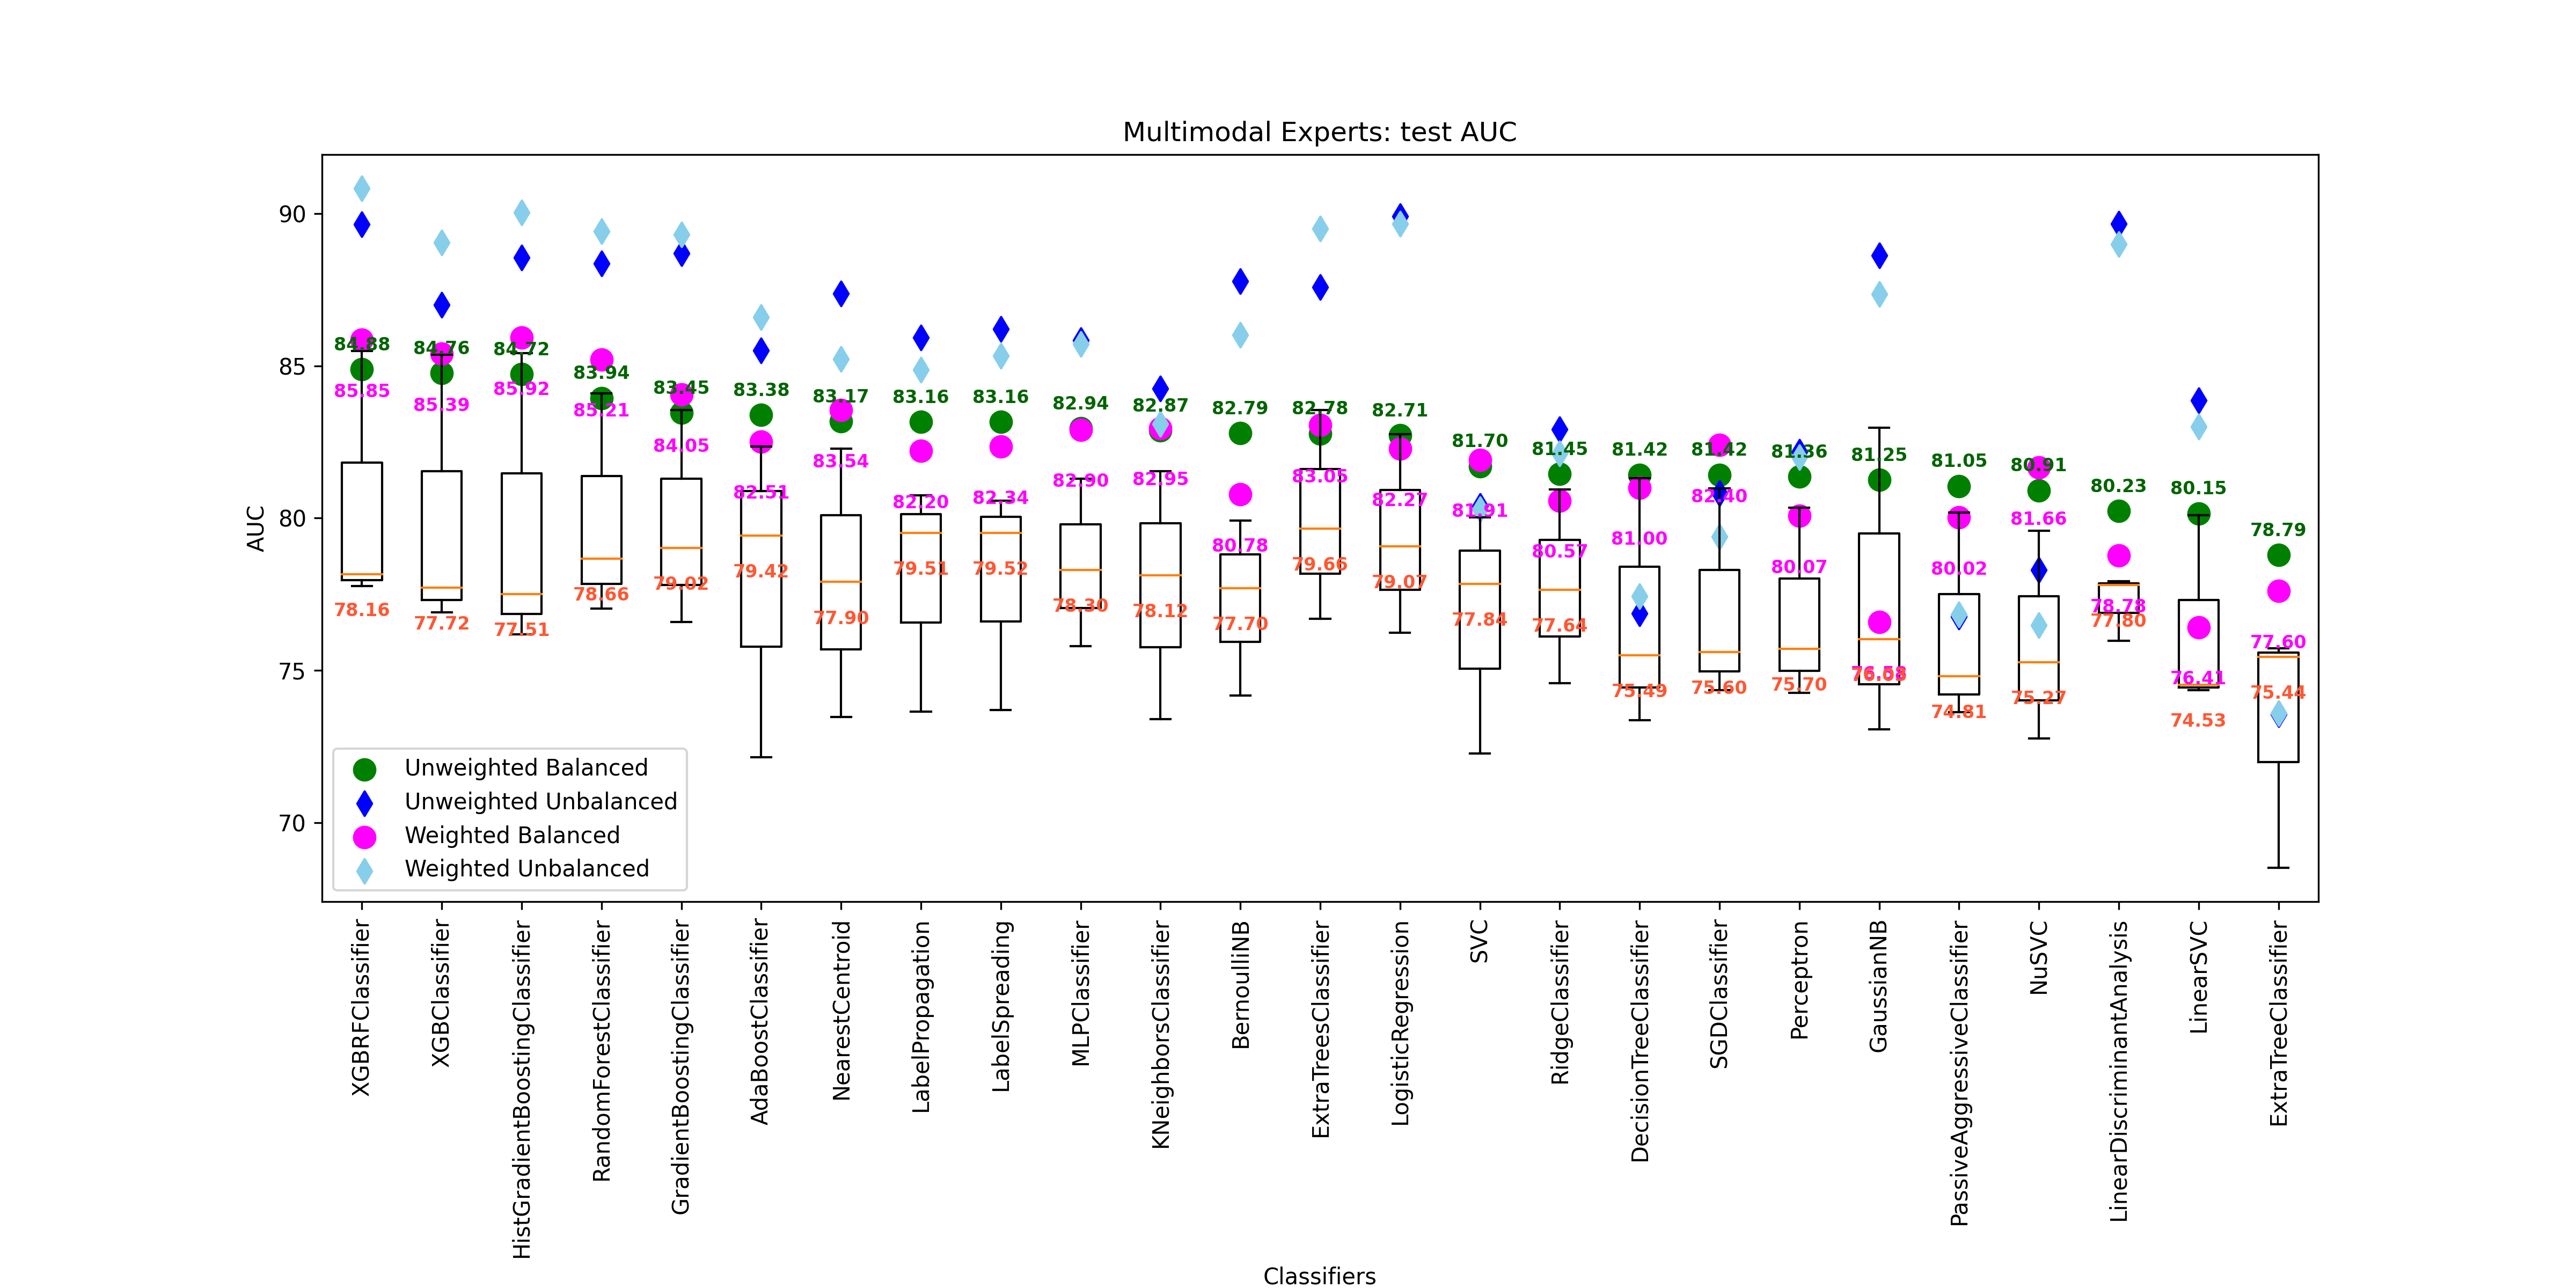 Multimodal Experts: test AUC
AUC
90
85
80
75
70
84.88
84.76
84.72
83.94
83.45
83.38
83.17
83.16
83.16
82.94
82.87
82.79
82.78
82.71
81.70
81.45
81.42
81.42
81.36
81.25
81.05
80.91
80.23
80.15
78.79
85.85
85.39
85.92
85.21
84.05
82.51
83.54
82.20
82.34
82.90
82.95
80.78
83.05
82.27
81.91
80.57
81.00
82.40
80.07
80.02
81.66
78.78
76.41
77.60
78.16
77.72
77.51
78.66
79.02
79.42
77.90
79.51
79.52
78.30
78.12
77.70
79.66
79.07
77.84
77.64
75.49
75.60
75.70
74.81
75.27
77.80
74.53
75.44
Unweighted Balanced
Unweighted Unbalanced
Weighted Balanced
Weighted Unbalanced
XGBRFClassifier
XGBClassifier
HistGradientBoostingClassifier
RandomForestClassifier
GradientBoostingClassifier
AdaBoostClassifier
NearestCentroid
LabelPropagation
LabelSpreading
MLPClassifier
KNeighborsClassifier
BernoulliNB
ExtraTreesClassifier
LogisticRegression
SVC
RidgeClassifier
DecisionTreeClassifier
SGDClassifier
Perceptron
GaussianNB
PassiveAggressiveClassifier
NuSVC
LinearDiscriminantAnalysis
LinearSVC
ExtraTreeClassifier
Classifiers